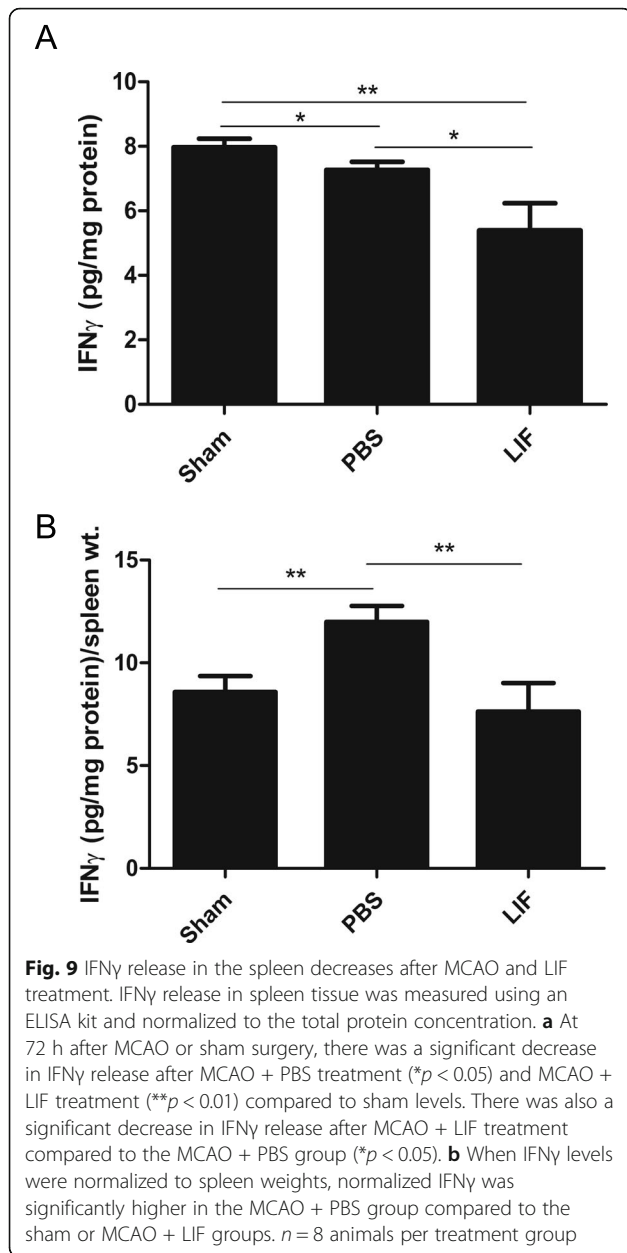 A
**
*
*
10
8
6
4
2
0
IFNγ (pg/mg protein)
Sham
PBS
LIF
B
**
**
15
10
5
0
IFNγ (pg/mg protein)/spleen wt.
Sham
PBS
LIF
Fig. 9 IFNγ release in the spleen decreases after MCAO and LIF
treatment. IFNγ release in spleen tissue was measured using an
ELISA kit and normalized to the total protein concentration. a At
72 h after MCAO or sham surgery, there was a significant decrease
in IFNγ release after MCAO + PBS treatment (*p < 0.05) and MCAO +
LIF treatment (**p < 0.01) compared to sham levels. There was also a
significant decrease in IFNγ release after MCAO + LIF treatment
compared to the MCAO + PBS group (*p < 0.05). b When IFNγ levels
were normalized to spleen weights, normalized IFNγ was
significantly higher in the MCAO + PBS group compared to the
sham or MCAO + LIF groups. n = 8 animals per treatment group